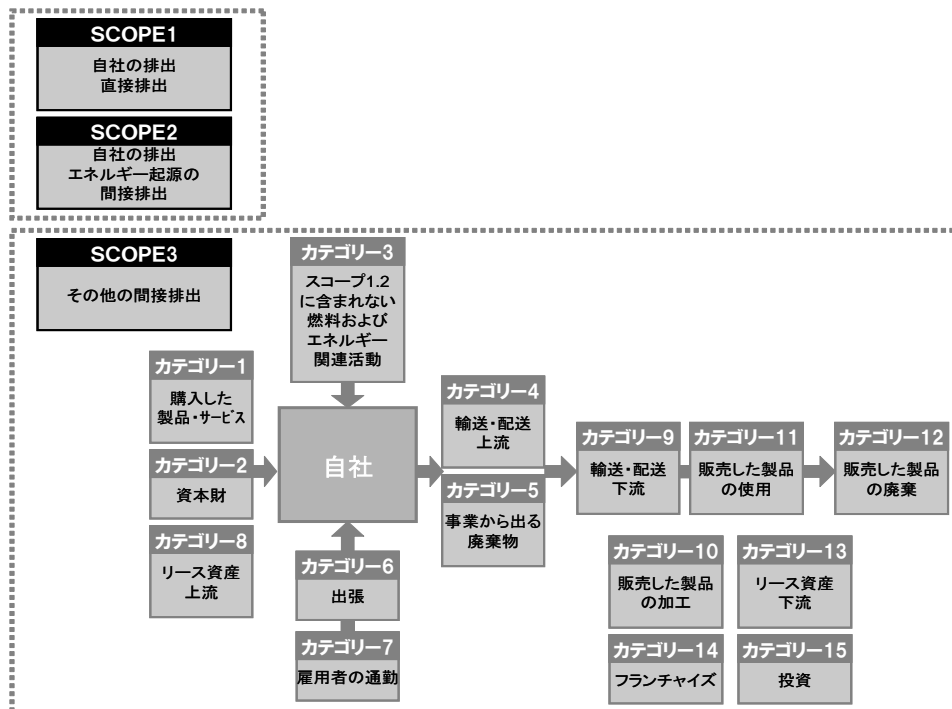 SCOPE1
自社の排出
直接排出
SCOPE2
自社の排出
エネルギー起源の
間接排出
SCOPE3
その他の間接排出
カテゴリー3
スコープ1.2
に含まれない
燃料および
エネルギー
関連活動
カテゴリー1
購入した
製品・サービス
カテゴリー2
資本財
カテゴリー8
リース資産
上流
自社
カテゴリー6
出張
カテゴリー7
雇用者の通勤
カテゴリー4
輸送・配送
上流
カテゴリー5
事業から出る
廃棄物
カテゴリー9
輸送・配送
下流
カテゴリー11
販売した製品
の使用
カテゴリー12
販売した製品
の廃棄
カテゴリー10
販売した製品
の加工
カテゴリー13
リース資産
下流
カテゴリー14
フランチャイズ
カテゴリー15
投資